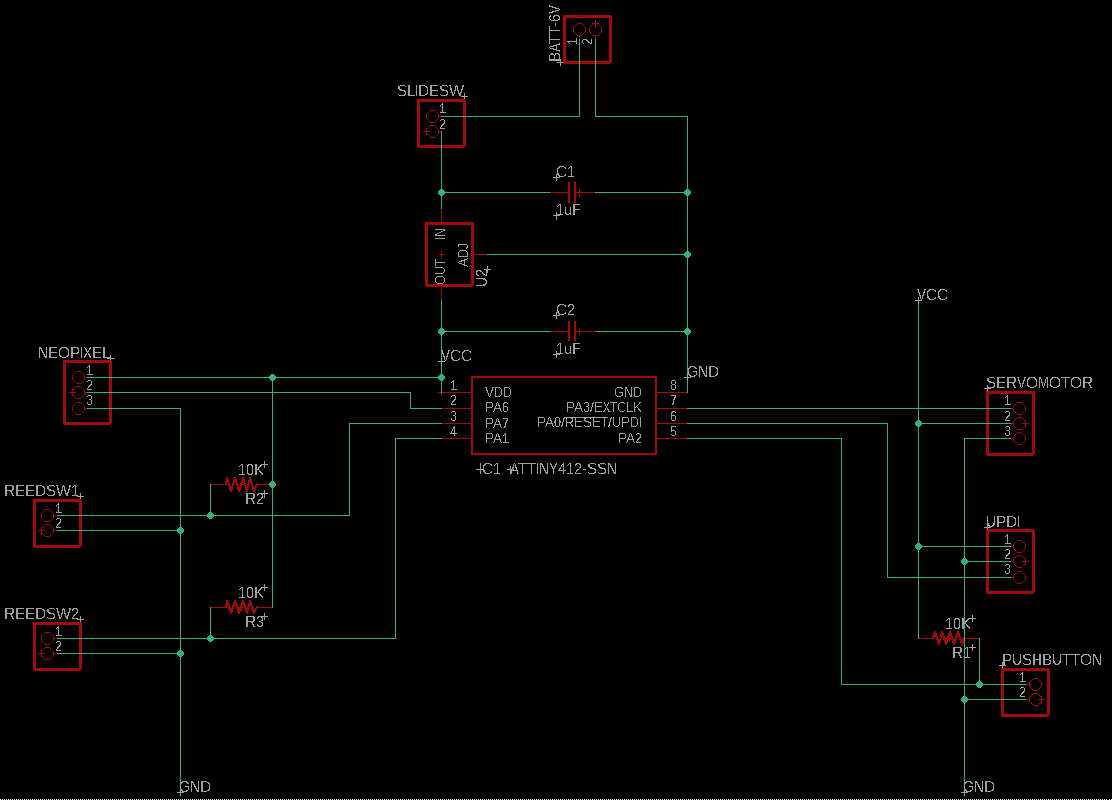 BATT-6V
1
2
SLIDESW
1
2
C1
1uF
IN
OUT
ADJ
U2
C2
1uF
VCC
GND
VCC
NEOPIXEL
1
2
3
1 VDD GND 8
2 PA6 PA3/EXTCLK 7
3 PA7 PA0/RESET/UPDI 6
4 PA1 PA2 5
IC1 ATTINY412-SSN
SERVOMOTOR
1
2
3
10K
R2
REEDSW1
1
2
UPDI
1
2
3
10K
R3
REEDSW2
1
2
10K
R1
PUSHBUTTON
1
2
GND
GND